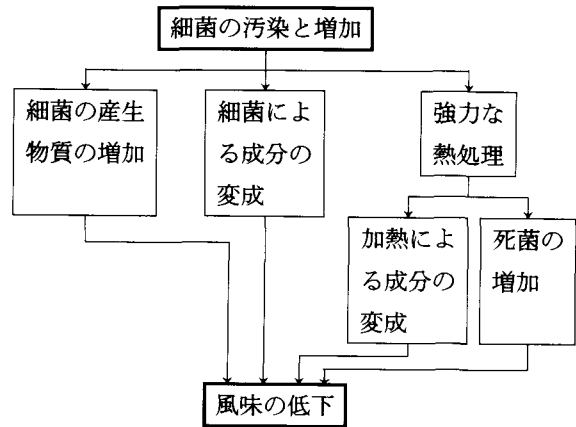 細菌の汚染と増加
細菌の産生
物質の増加
細菌によ
る成分の
変成
強力な
熱処理
加熱によ
る成分の
変成
死菌の
増加
風味の低下